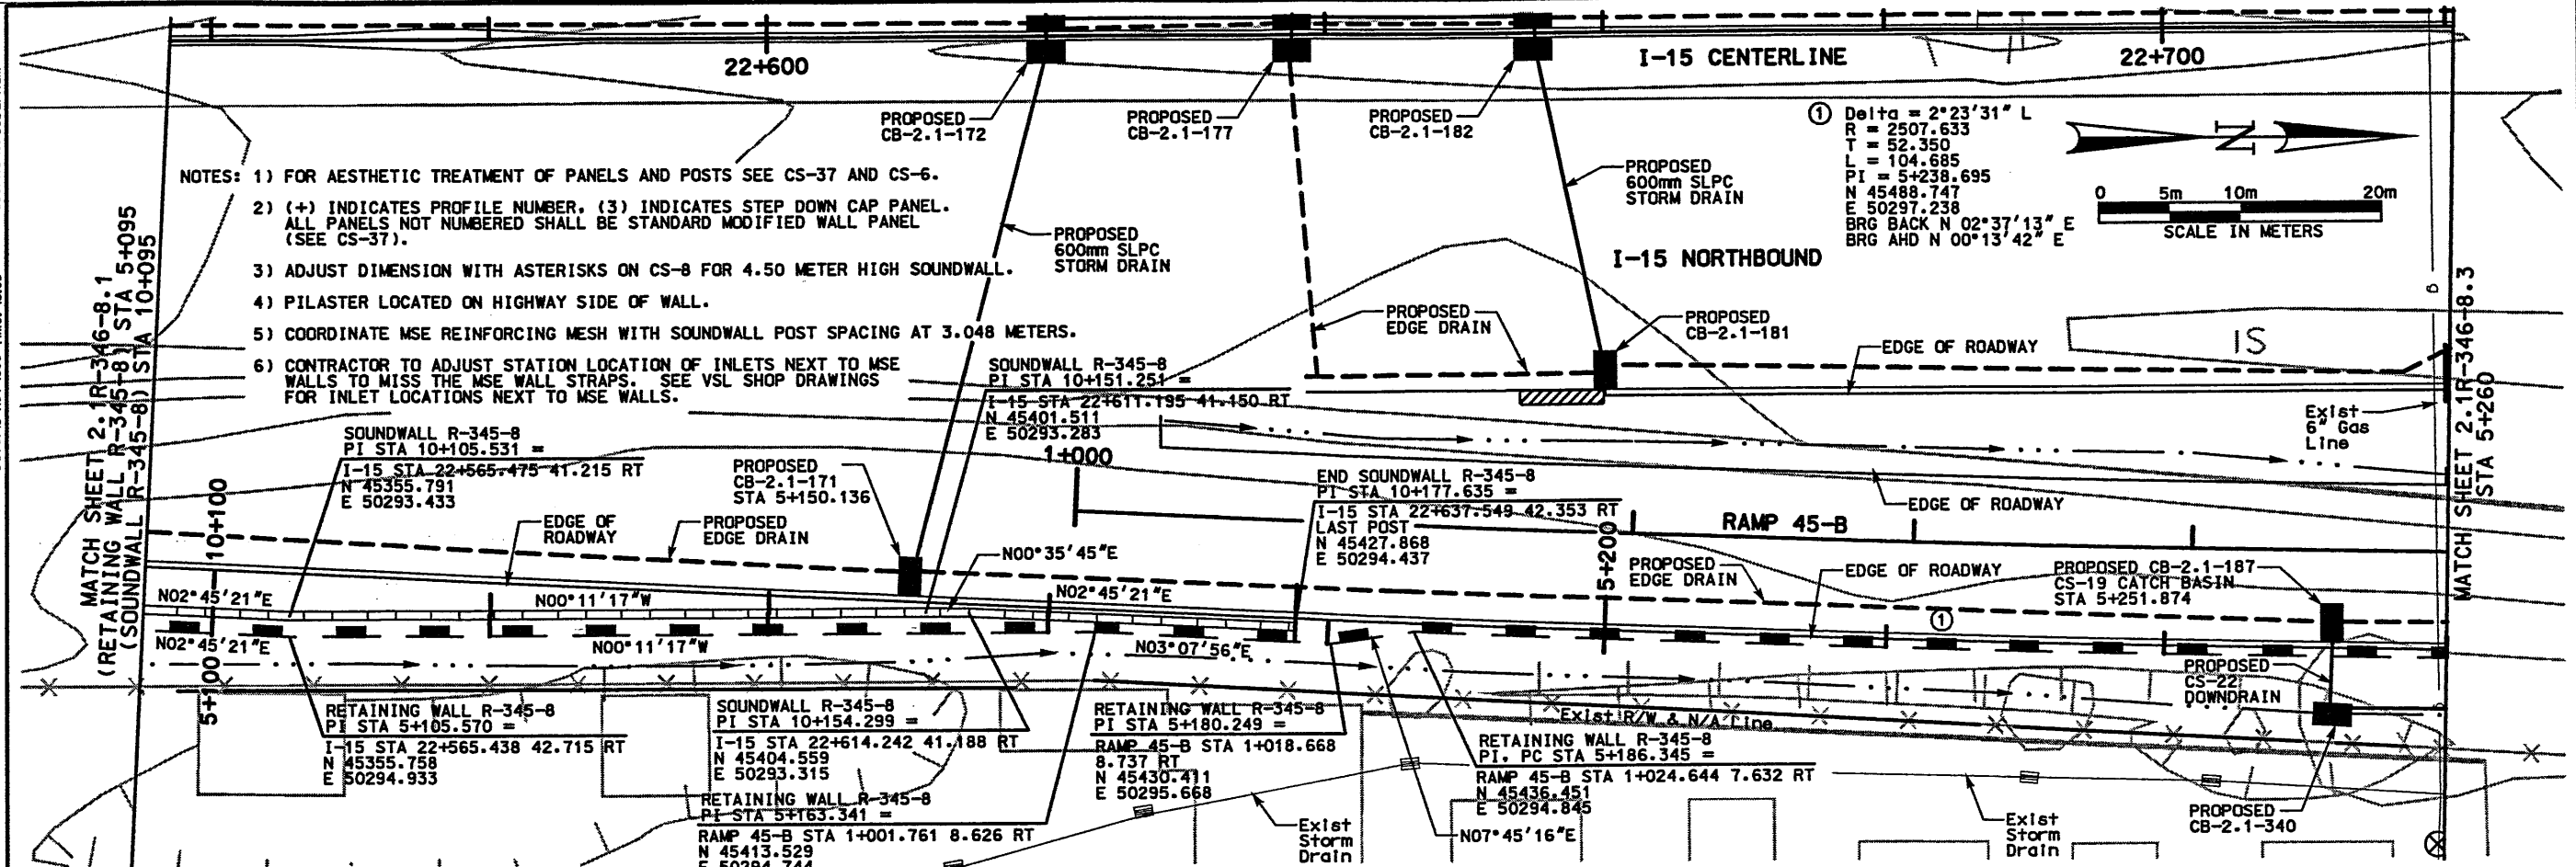 22+600
I-15 CENTERLINE
22+700
PROPOSED
CB-2.1-172
PROPOSED
CB-2.1-177
PROPOSED
CB-2.1-182
① Delta = 2°23'31" L
R = 2507.633
T = 52.350
L = 104.685
PI = 5+238.695
N 45488.747
E 50297.238
BRG BACK N 02°37'13" E
BRG AHD N 00°13'42" E
N
0 5m 10m 20m
SCALE IN METERS
NOTES: 1) FOR AESTHETIC TREATMENT OF PANELS AND POSTS SEE CS-37 AND CS-6.
2) (+) INDICATES PROFILE NUMBER. (3) INDICATES STEP DOWN CAP PANEL.
ALL PANELS NOT NUMBERED SHALL BE STANDARD MODIFIED WALL PANEL
(SEE CS-37).
3) ADJUST DIMENSION WITH ASTERISKS ON CS-8 FOR 4.50 METER HIGH SOUNDWALL.
4) PILASTER LOCATED ON HIGHWAY SIDE OF WALL.
5) COORDINATE MSE REINFORCING MESH WITH SOUNDWALL POST SPACING AT 3.048 METERS.
6) CONTRACTOR TO ADJUST STATION LOCATION OF INLETS NEXT TO MSE
WALLS TO MISS THE MSE WALL STRAPS. SEE VSL SHOP DRAWINGS
FOR INLET LOCATIONS NEXT TO MSE WALLS.
PROPOSED
600mm SLPC
STORM DRAIN
PROPOSED
600mm SLPC
STORM DRAIN
I-15 NORTHBOUND
PROPOSED
EDGE DRAIN
PROPOSED
CB-2.1-181
EDGE OF ROADWAY
IS
Exist
6" Gas
Line
MATCH SHEET 2.1R-346-8.1
(RETAINING WALL R-345-8) STA 5+095
(SOUNDWALL R-345-8) STA 10+095
MATCH SHEET 2.1R-346-8.3
STA 5+260
SOUNDWALL R-345-8
PI STA 10+151.251 =
I-15 STA 22+611.195 41.150 RT
N 45401.511
E 50293.283
SOUNDWALL R-345-8
PI STA 10+105.531 =
I-15 STA 22+565.475 41.215 RT
N 45355.791
E 50293.433
PROPOSED
CB-2.1-171
STA 5+150.136
1+000
END SOUNDWALL R-345-8
PI STA 10+177.635 =
I-15 STA 22+637.549 42.353 RT
LAST POST
N 45427.868
E 50294.437
EDGE OF ROADWAY
RAMP 45-B
10+100
EDGE OF
ROADWAY
PROPOSED
EDGE DRAIN
N00°35'45"E
5+200
PROPOSED
EDGE DRAIN
EDGE OF ROADWAY
PROPOSED CB-2.1-187
CS-19 CATCH BASIN
STA 5+251.874
N02°45'21"E
N00°11'17"W
N02°45'21"E
①
N02°45'21"E
N00°11'17"W
N03°07'56"E
5+100
PROPOSED
CS-22
DOWNDRAIN
Exist R/W & N/A Line
RETAINING WALL R-345-8
PI STA 5+105.570 =
I-15 STA 22+565.438 42.715 RT
N 45355.758
E 50294.933
SOUNDWALL R-345-8
PI STA 10+154.299 =
I-15 STA 22+614.242 41.188 RT
N 45404.559
E 50293.315
RETAINING WALL R-345-8
PI STA 5+180.249 =
RAMP 45-B STA 1+018.668
8.737 RT
N 45430.411
E 50295.668
RETAINING WALL R-345-8
PI, PC STA 5+186.345 =
RAMP 45-B STA 1+024.644 7.632 RT
N 45436.451
E 50294.845
RETAINING WALL R-345-8
PI STA 5+163.341 =
RAMP 45-B STA 1+001.761 8.626 RT
N 45413.529
E 50294.744
Exist
Storm
Drain
N07°45'16"E
Exist
Storm
Drain
PROPOSED
CB-2.1-340